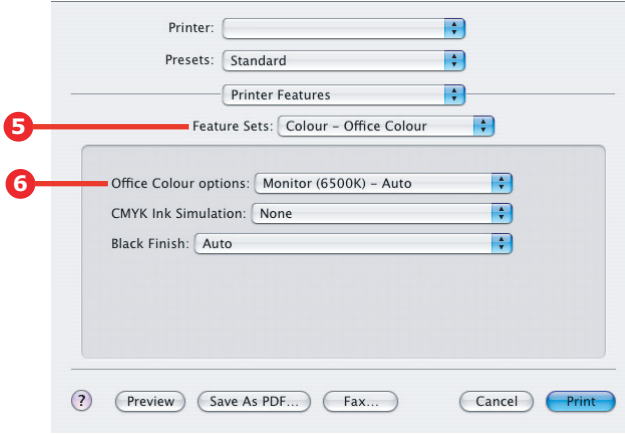 Printer:
Presets: Standard
Printer Features
5 Feature Sets: Colour – Office Colour
6 Office Colour options: Monitor (6500K) – Auto
CMYK Ink Simulation: None
Black Finish: Auto
? Preview Save As PDF... Fax... Cancel Print